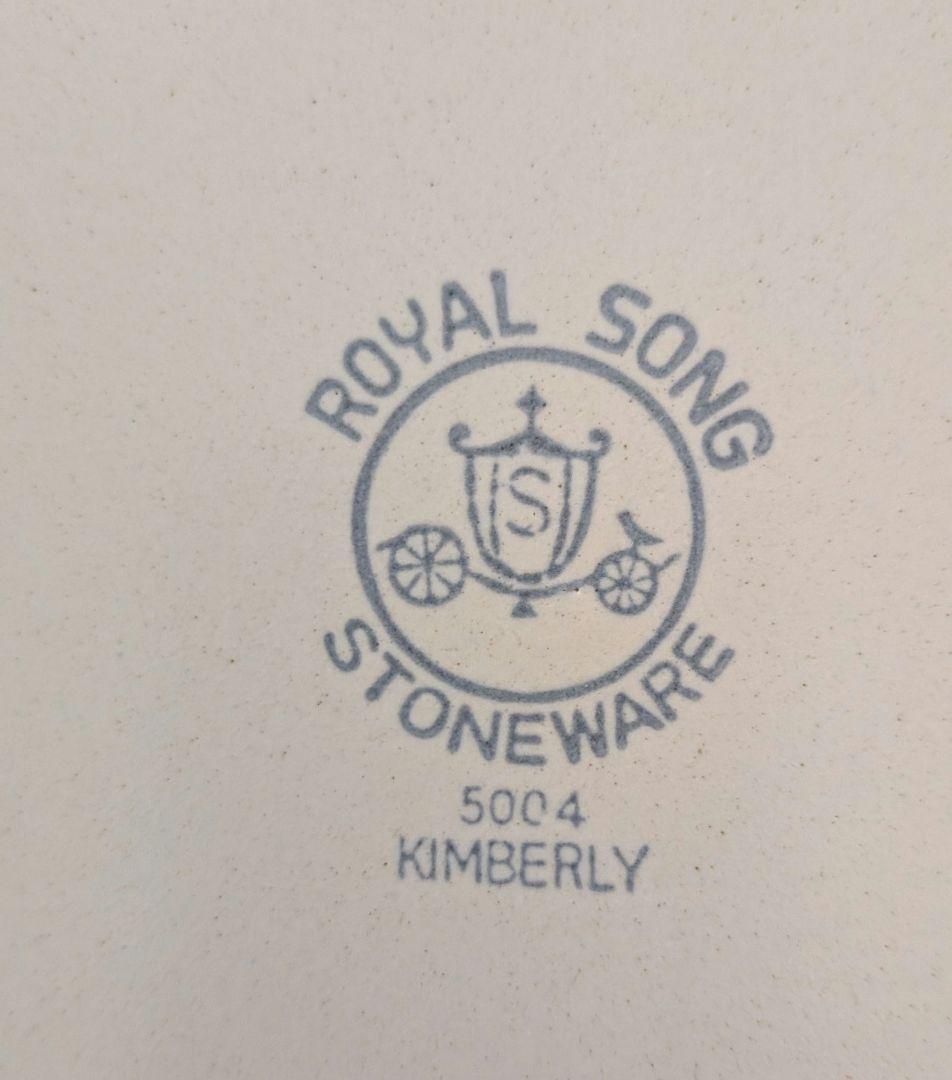 ROYAL SONG
S
STONEWARE
5004
KIMBERLY